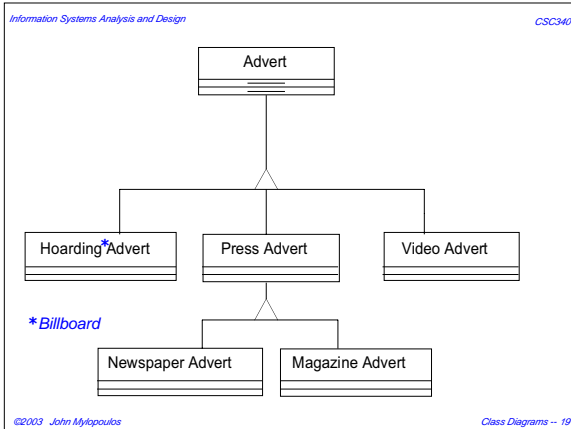 Information Systems Analysis and Design
CSC340
Advert
Hoarding*Advert
Press Advert
Video Advert
*Billboard
Newspaper Advert
Magazine Advert
©2003 John Mylopoulos
Class Diagrams -- 19